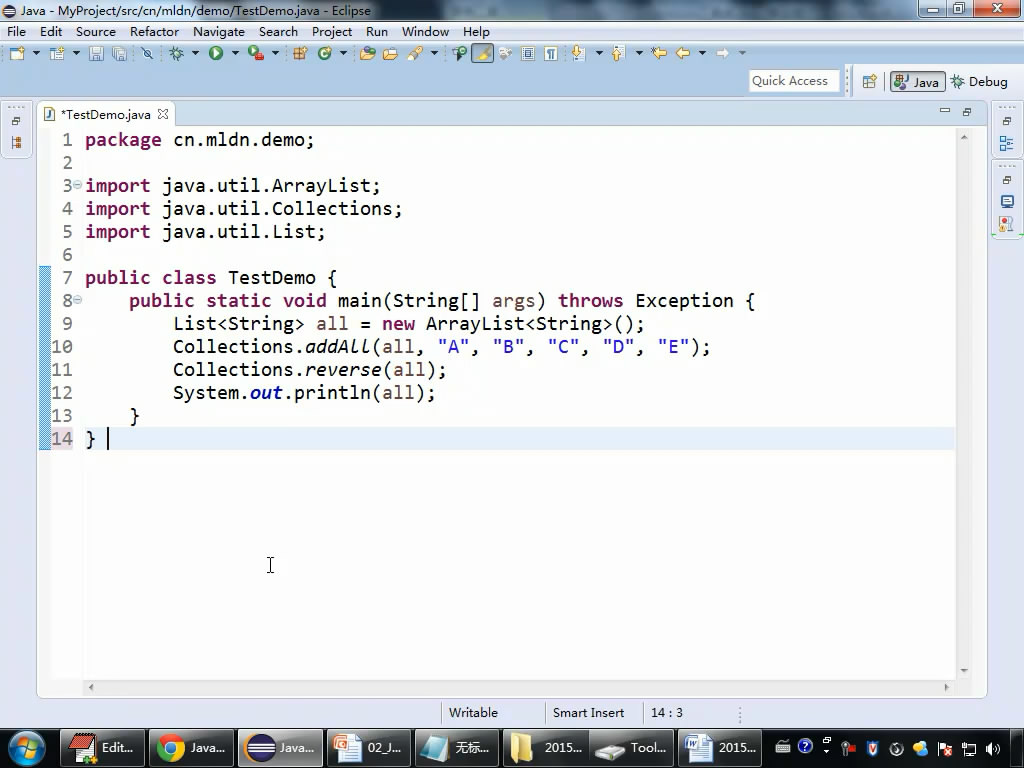 Java - MyProject/src/cn/mldn/demo/TestDemo.java - Eclipse
File Edit Source Refactor Navigate Search Project Run Window Help
Quick Access
Java
Debug
*TestDemo.java
1 package cn.mldn.demo;
2
3 import java.util.ArrayList;
4 import java.util.Collections;
5 import java.util.List;
6
7 public class TestDemo {
8     public static void main(String[] args) throws Exception {
9         List<String> all = new ArrayList<String>();
10         Collections.addAll(all, "A", "B", "C", "D", "E");
11         Collections.reverse(all);
12         System.out.println(all);
13     }
14 }
Writable Smart Insert 14 : 3
Edit... Java... Java... 02_J... 无标... 2015... Tool... 2015...